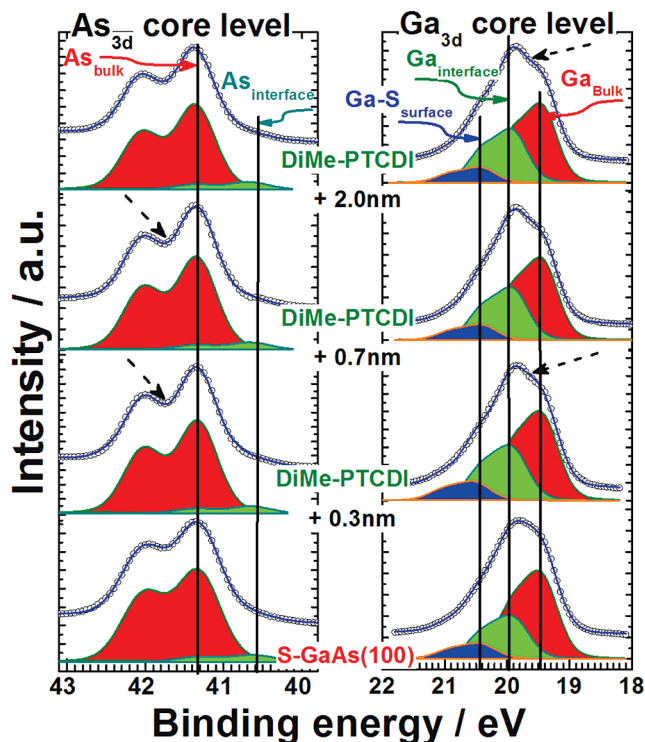 As3d core level
Ga3d core level
Asbulk
Asinterface
Gainterface
Ga-Ssurface
GaBulk
DiMe-PTCDI
+ 2.0nm
DiMe-PTCDI
+ 0.7nm
DiMe-PTCDI
+ 0.3nm
S-GaAs(100)
Intensity / a.u.
43 42 41 40
22 21 20 19 18
Binding energy / eV